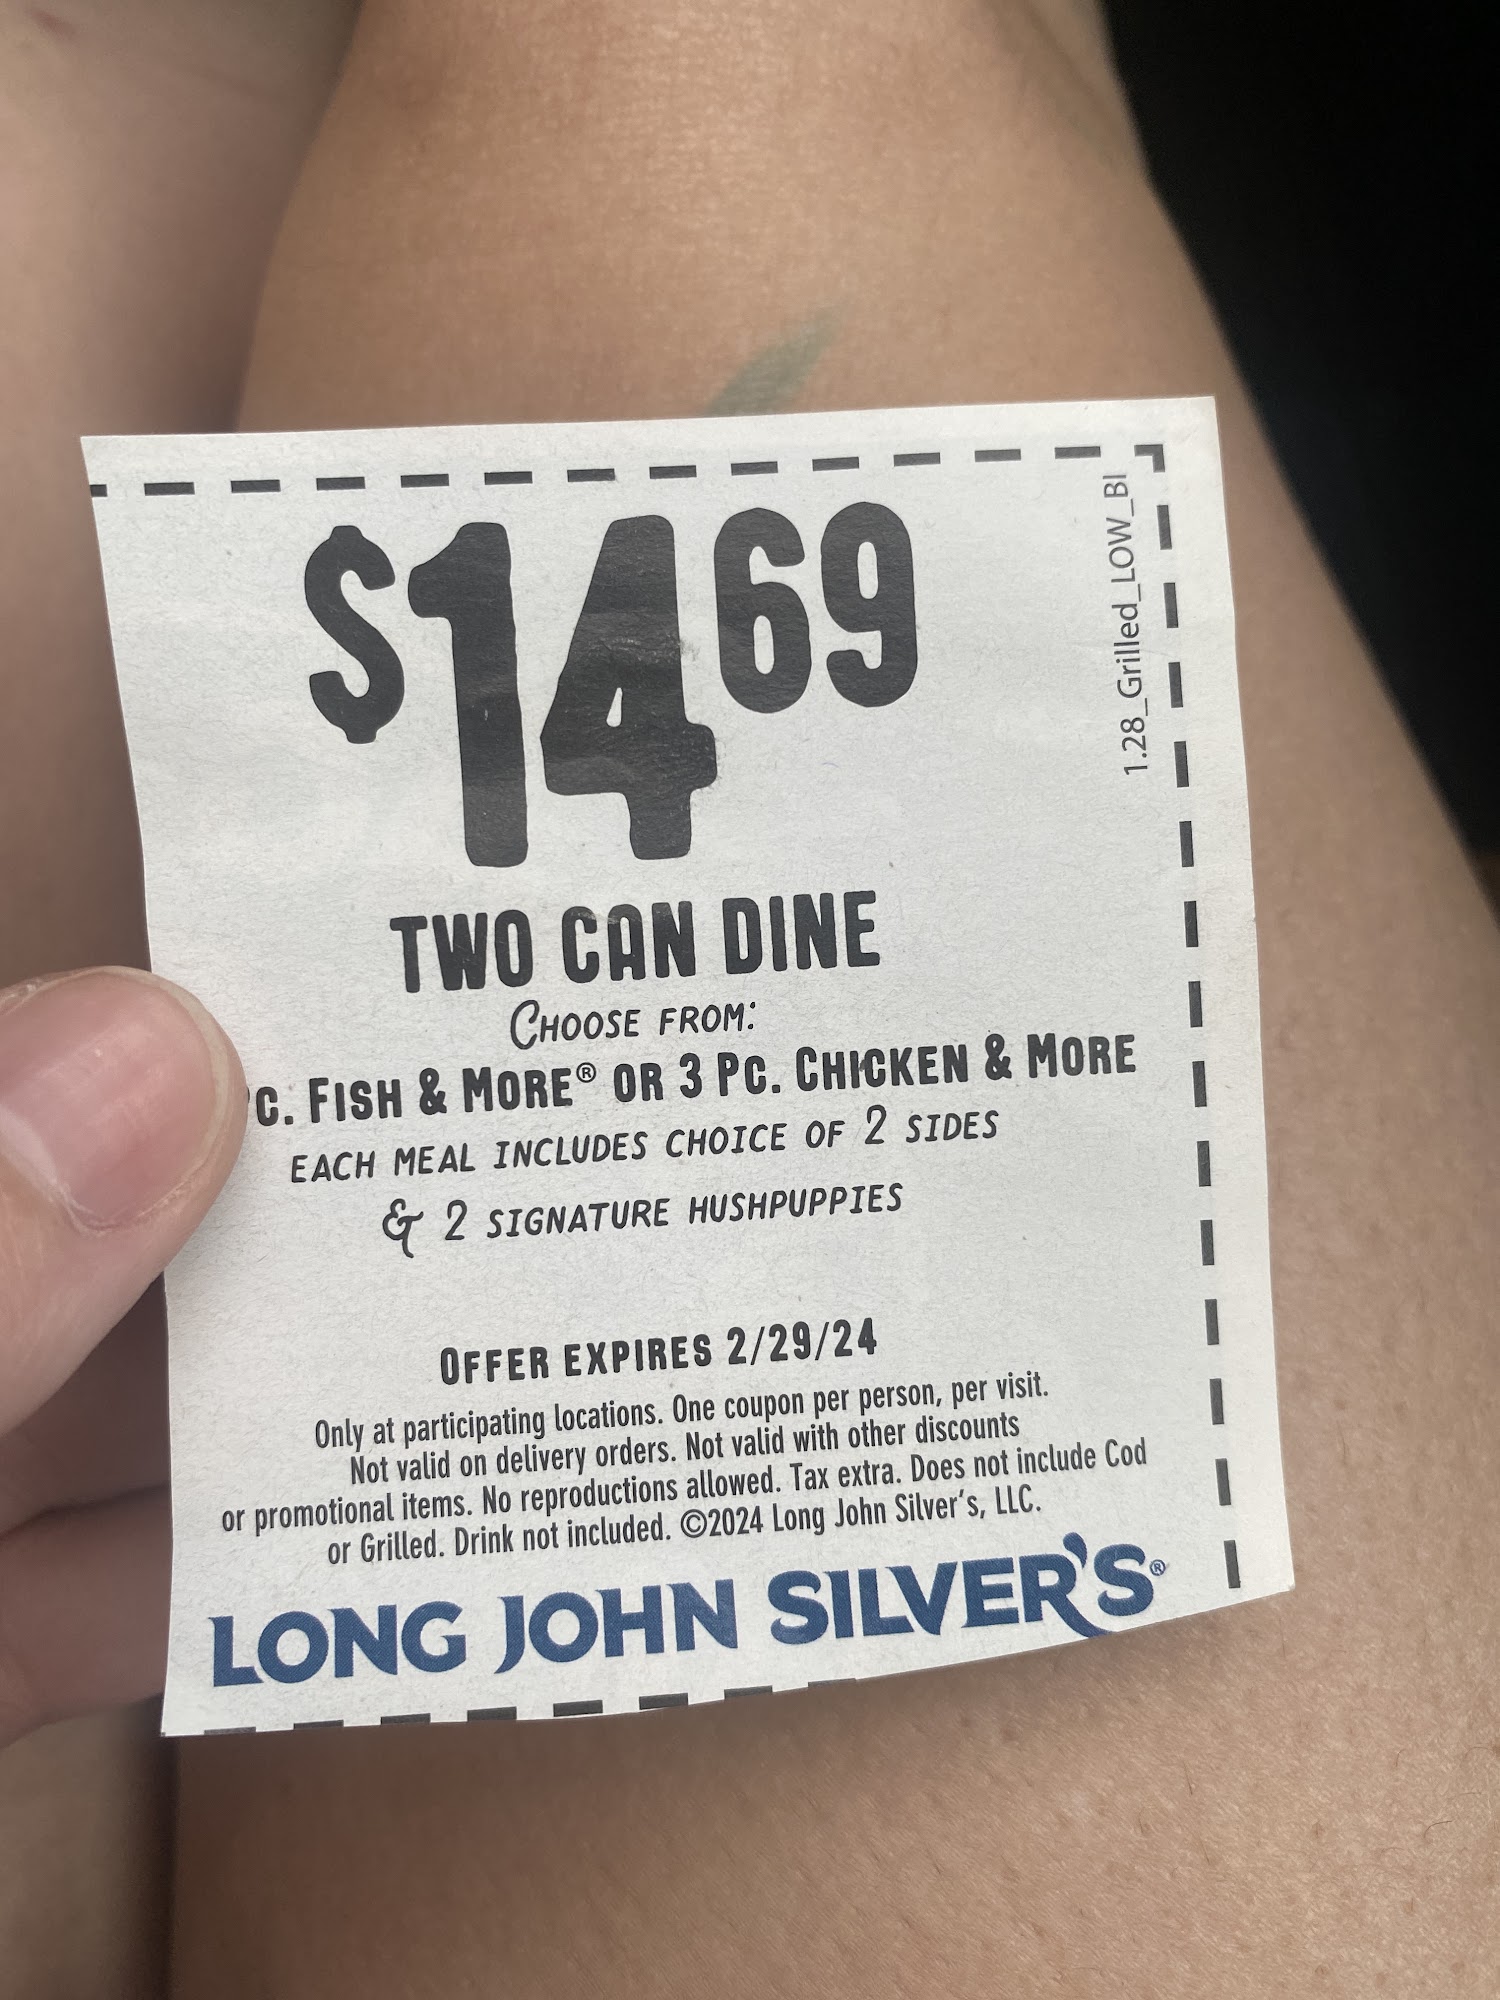 $14 69
1.28_Grilled_LOW_BI
TWO CAN DINE
CHOOSE FROM:
C. FISH & MORE® OR 3 PC. CHICKEN & MORE
EACH MEAL INCLUDES CHOICE OF 2 SIDES
& 2 SIGNATURE HUSHPUPPIES
OFFER EXPIRES 2/29/24
Only at participating locations. One coupon per person, per visit.
Not valid on delivery orders. Not valid with other discounts
or promotional items. No reproductions allowed. Tax extra. Does not include Cod
or Grilled. Drink not included. ©2024 Long John Silver's, LLC.
LONG JOHN SILVER'S®